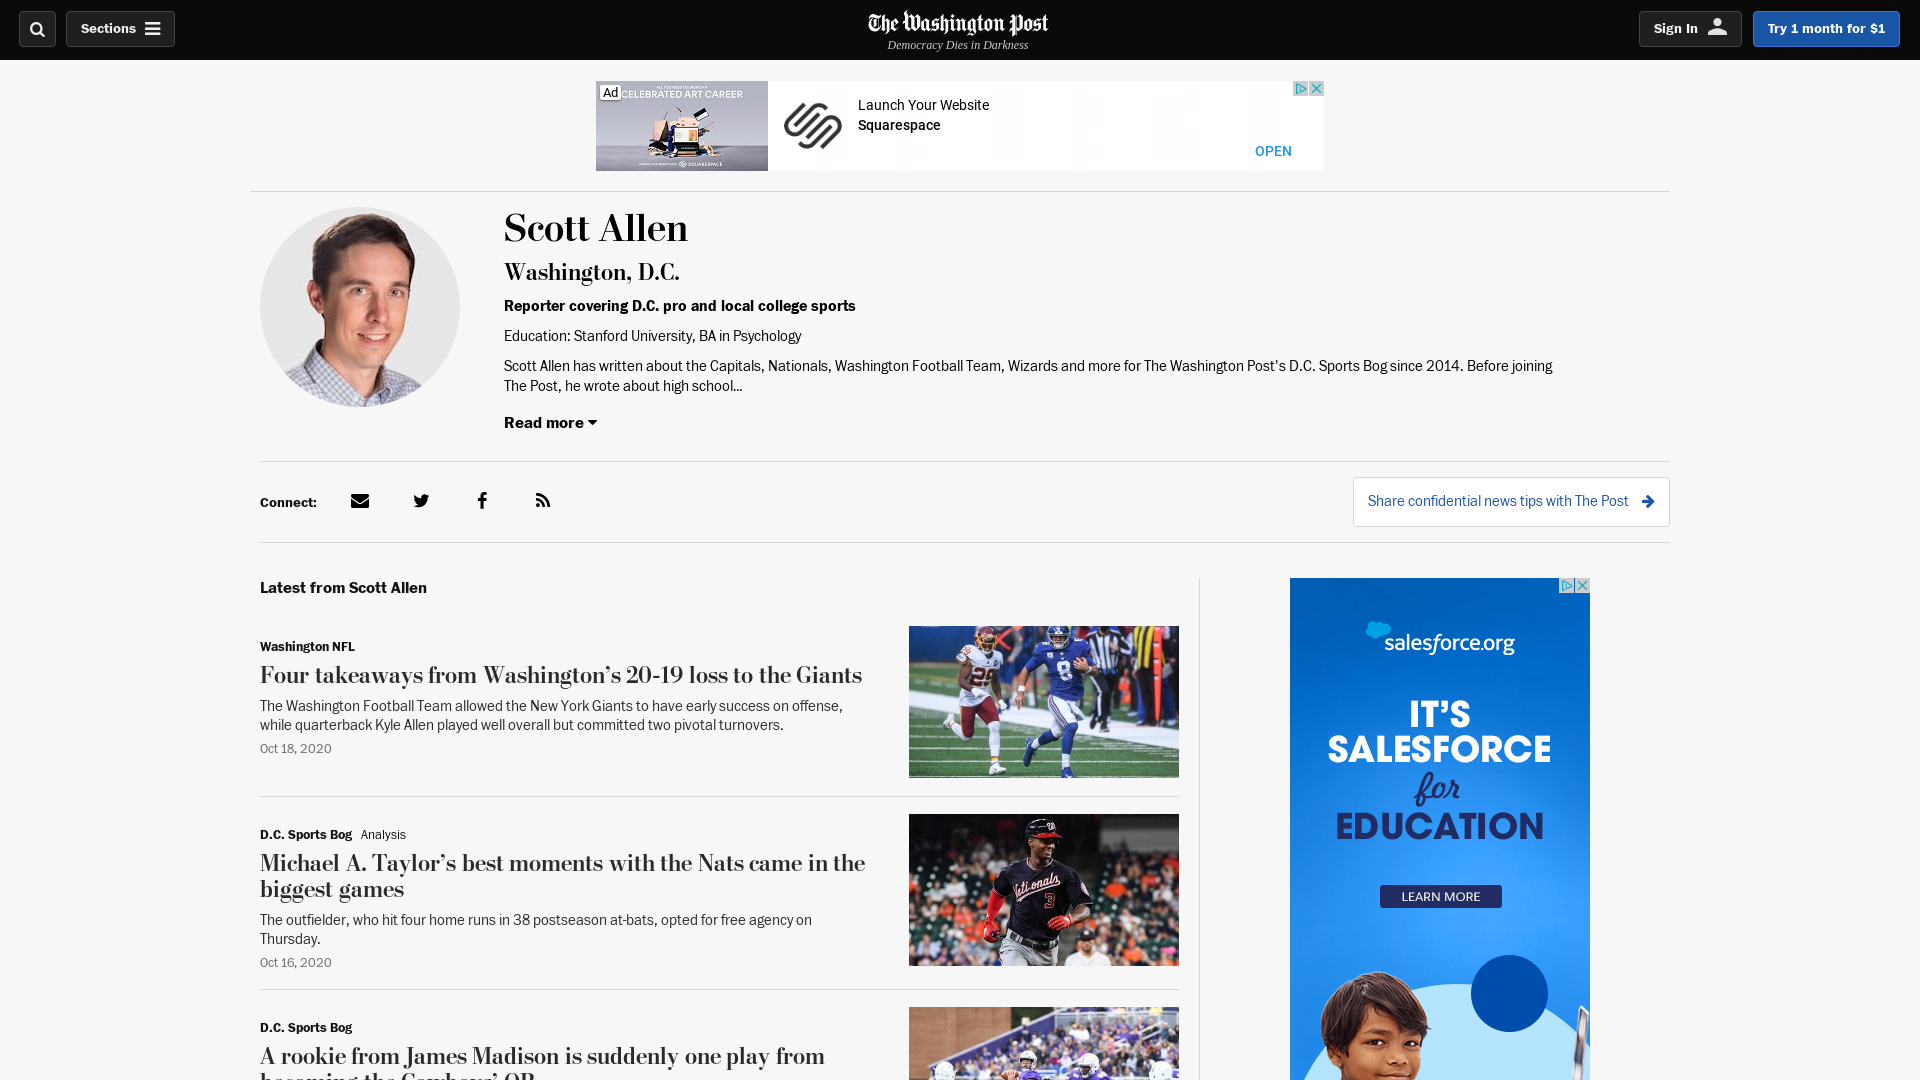 Sections
The Washington Post
Democracy Dies in Darkness
Sign In
Try 1 month for $1
Ad
CELEBRATED ART CAREER
SQUARESPACE
Launch Your Website
Squarespace
OPEN
Scott Allen
Washington, D.C.
Reporter covering D.C. pro and local college sports
Education: Stanford University, BA in Psychology
Scott Allen has written about the Capitals, Nationals, Washington Football Team, Wizards and more for The Washington Post's D.C. Sports Bog since 2014. Before joining
The Post, he wrote about high school...
Read more
Connect:
Share confidential news tips with The Post
Latest from Scott Allen
Washington NFL
Four takeaways from Washington’s 20-19 loss to the Giants
The Washington Football Team allowed the New York Giants to have early success on offense,
while quarterback Kyle Allen played well overall but committed two pivotal turnovers.
Oct 18, 2020
D.C. Sports Bog Analysis
Michael A. Taylor’s best moments with the Nats came in the
biggest games
The outfielder, who hit four home runs in 38 postseason at-bats, opted for free agency on
Thursday.
Oct 16, 2020
D.C. Sports Bog
A rookie from James Madison is suddenly one play from
becoming the Cowboys’ QB
salesforce.org
IT’S
SALESFORCE
for
EDUCATION
LEARN MORE